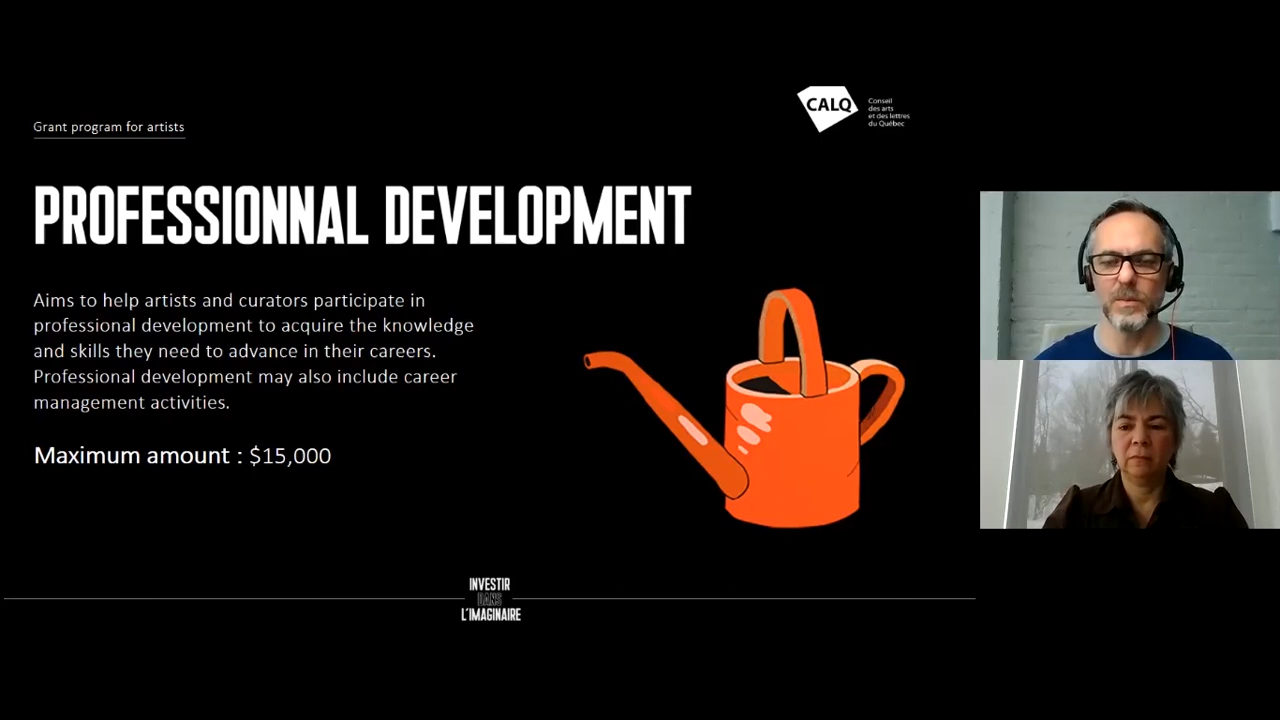 CALQ
Conseil
des arts
et des lettres
du Québec
Grant program for artists
PROFESSIONNAL DEVELOPMENT
Aims to help artists and curators participate in
professional development to acquire the knowledge
and skills they need to advance in their careers.
Professional development may also include career
management activities.
Maximum amount : $15,000
INVESTIR
DANS
L'IMAGINAIRE